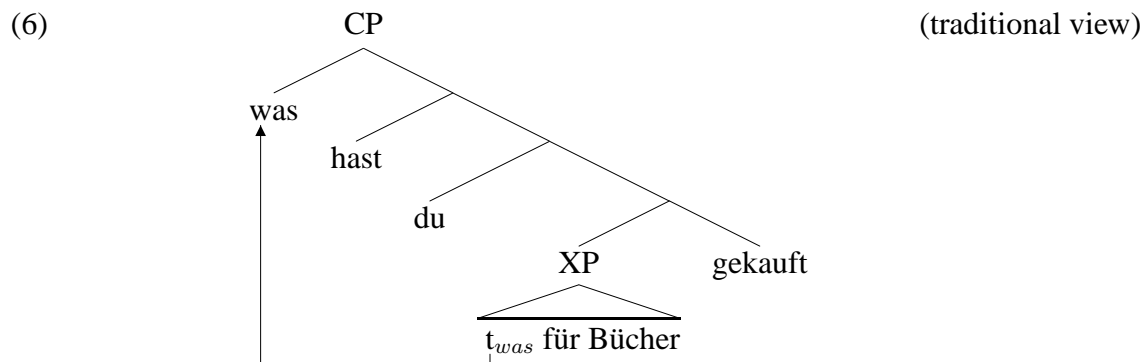 (6) CP (traditional view)
was
hast
du
XP gekauft
t_was für Bücher